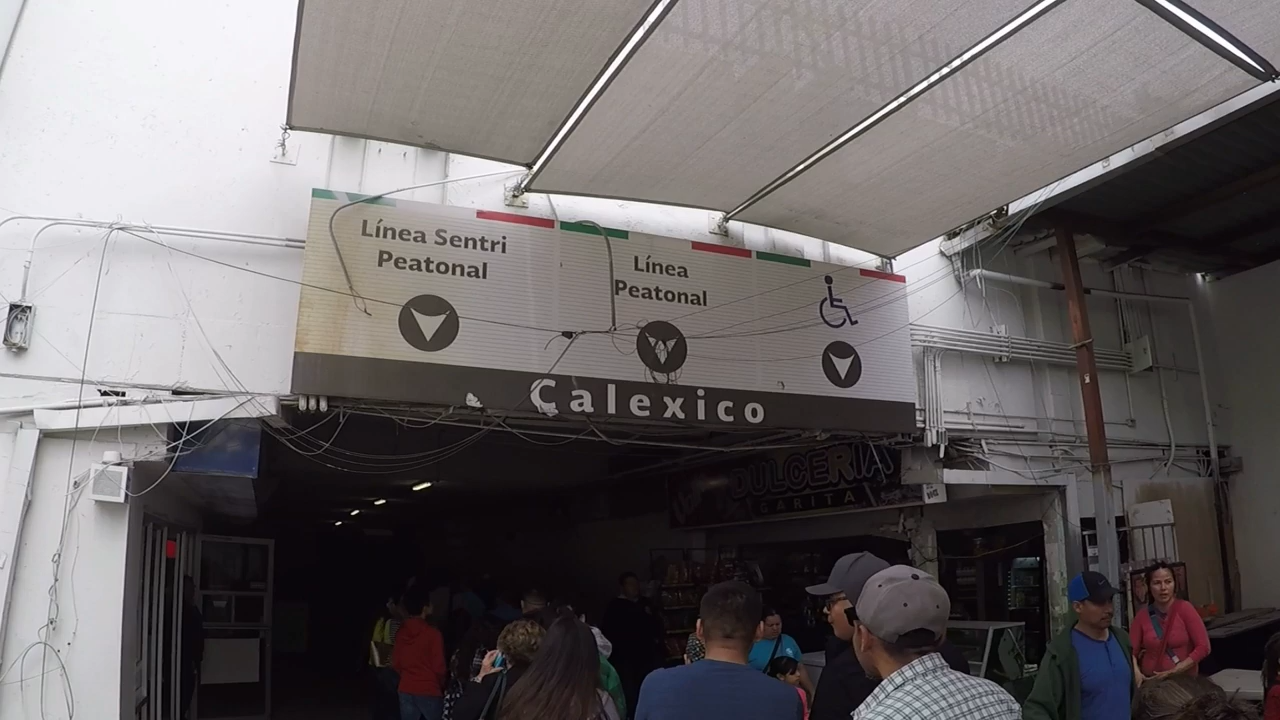 Línea Sentri
Peatonal
Línea
Peatonal
Calexico
DULCERIA
GARITA